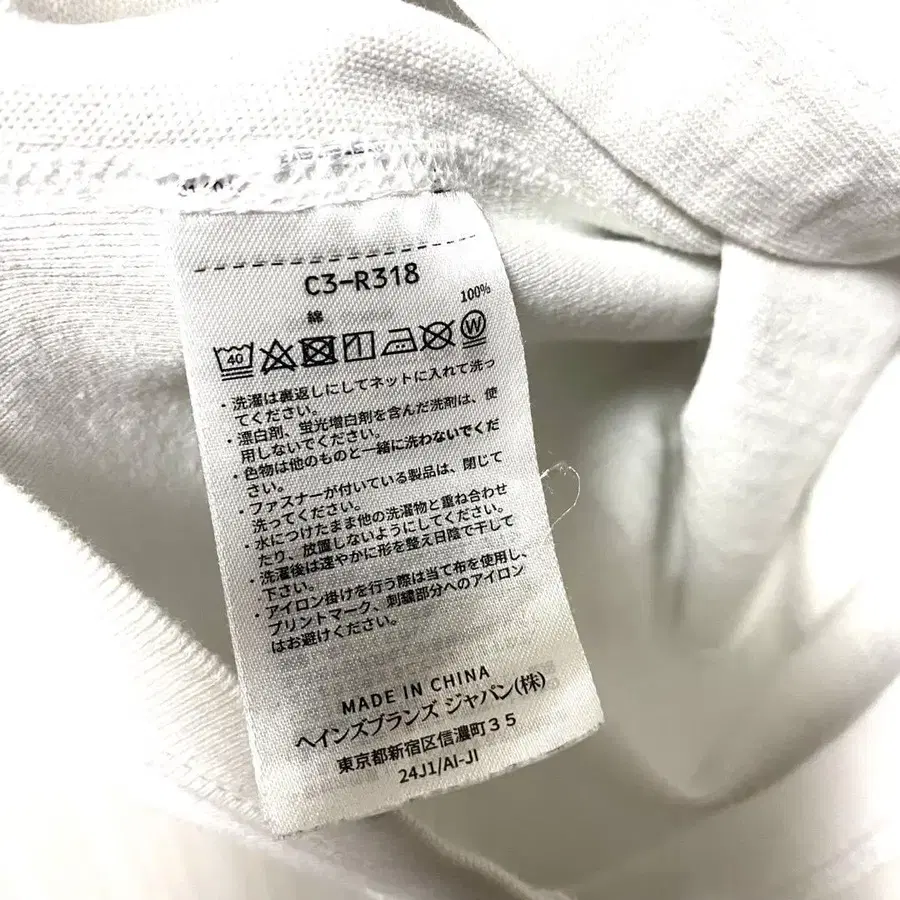 C3-R318
綿 100%
40 W
・洗濯は裏返しにしてネットに入れて洗っ
てください。
・漂白剤、蛍光増白剤を含んだ洗剤は、使
用しないでください。
・色物は他のものと一緒に洗わないでくだ
さい。
・ファスナーが付いている製品は、閉じて
洗ってください。
・水につけたまま他の洗濯物と重ね合わせ
たり、放置しないようにしてください。
・洗濯後は速やかに形を整え日陰で干して
下さい。
・アイロン掛けを行う際は当て布を使用し、
プリントマーク、刺繍部分へのアイロン
はお避けください。
MADE IN CHINA
ヘインズブランズ ジャパン(株)
東京都新宿区信濃町35
24J1/AI-JI